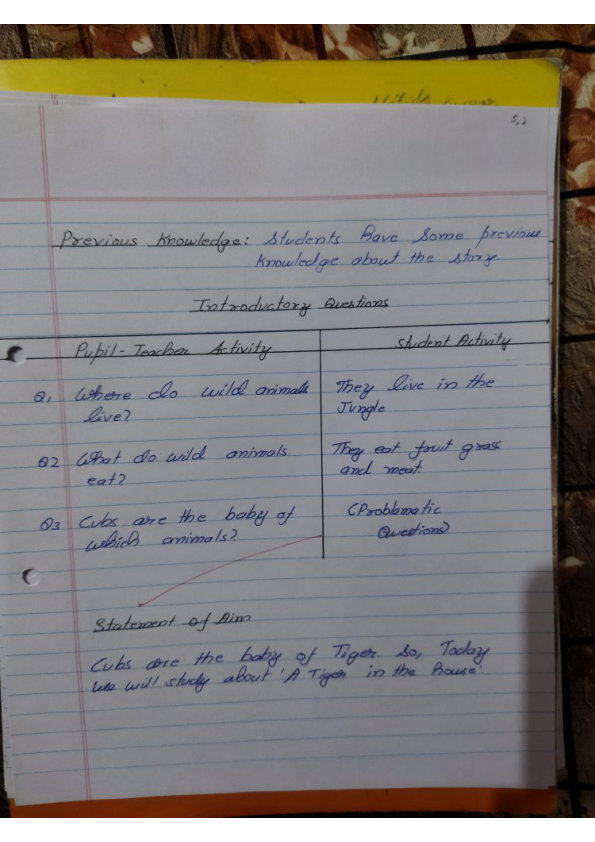 5,2
Previous Knowledge: Students have some previous
knowledge about the story
Introductory Questions
Pupil-Teacher Activity
Student Activity
Q1 Where do wild animals
live?
They live in the
Jungle
Q2 What do wild animals
eat?
They eat fruit grass
and meat.
Q3 Cubs are the baby of
which animals?
(Problamatic
Questions)
Statement of Aim
Cubs are the baby of Tiger. So, Today
we will study about 'A Tiger in the house'.